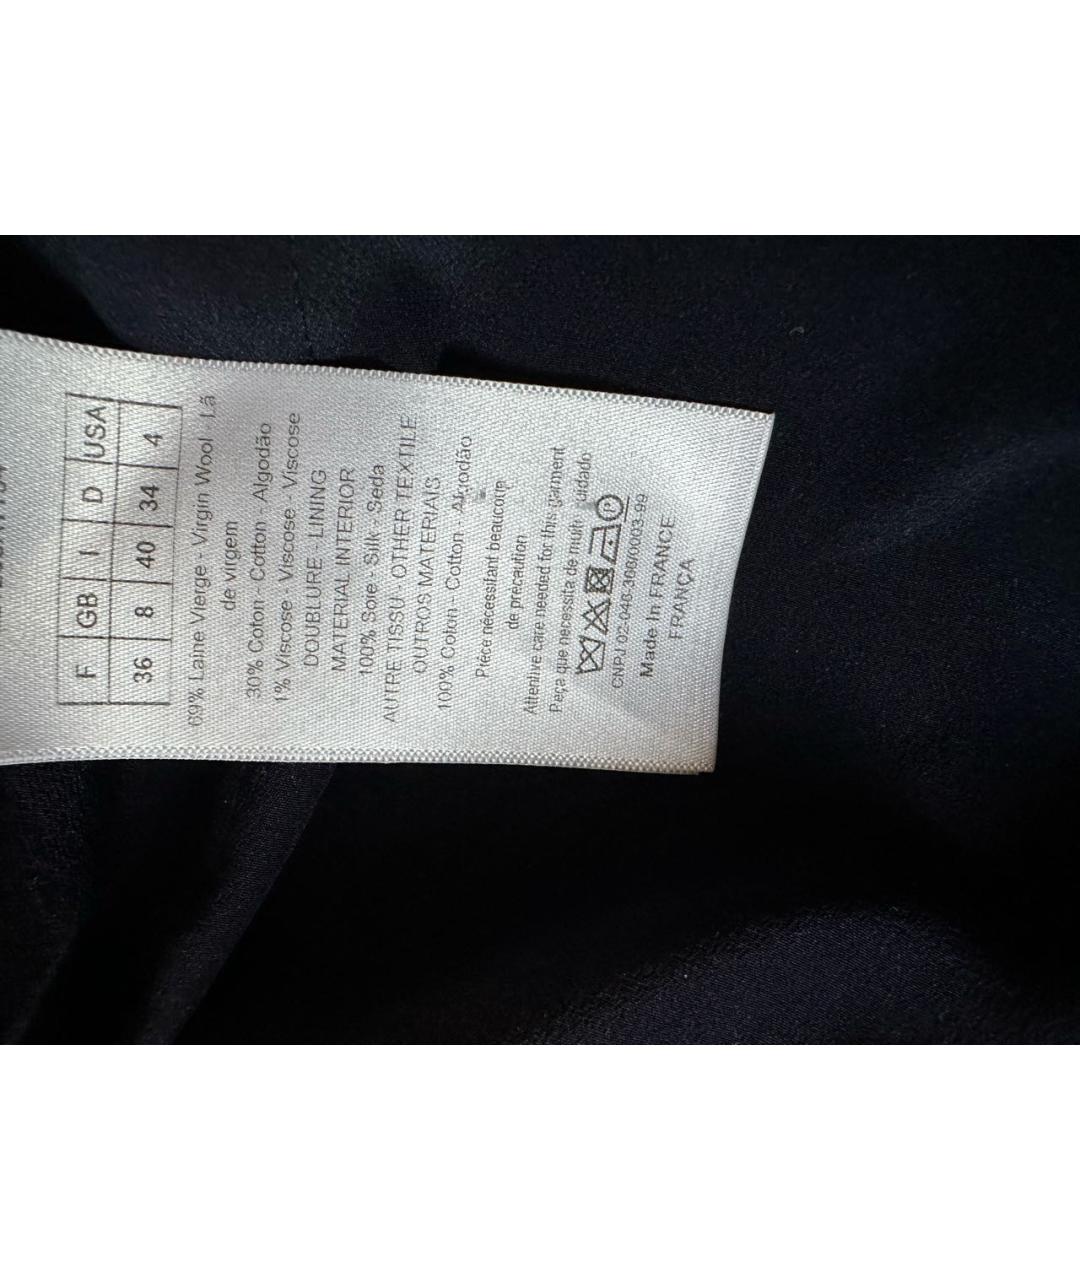 F GB I D USA
36 8 40 34 4
69% Laine Vierge - Virgin Wool - Lã
de virgem
30% Coton - Cotton - Algodão
1% Viscose - Viscose - Viscose
DOUBLURE - LINING
MATERIAL INTERIOR
100% Soie - Silk - Seda
AUTRE TISSU - OTHER TEXTILE
OUTROS MATERIAIS
100% Coton - Cotton - Algodão
Pièce nécessitant beaucoup
de précaution
Attentive care needed for this garment
Peça que necessita de muito cuidado
P
CNPJ 02.048.306/0003-99
Made In FRANCE
FRANÇA